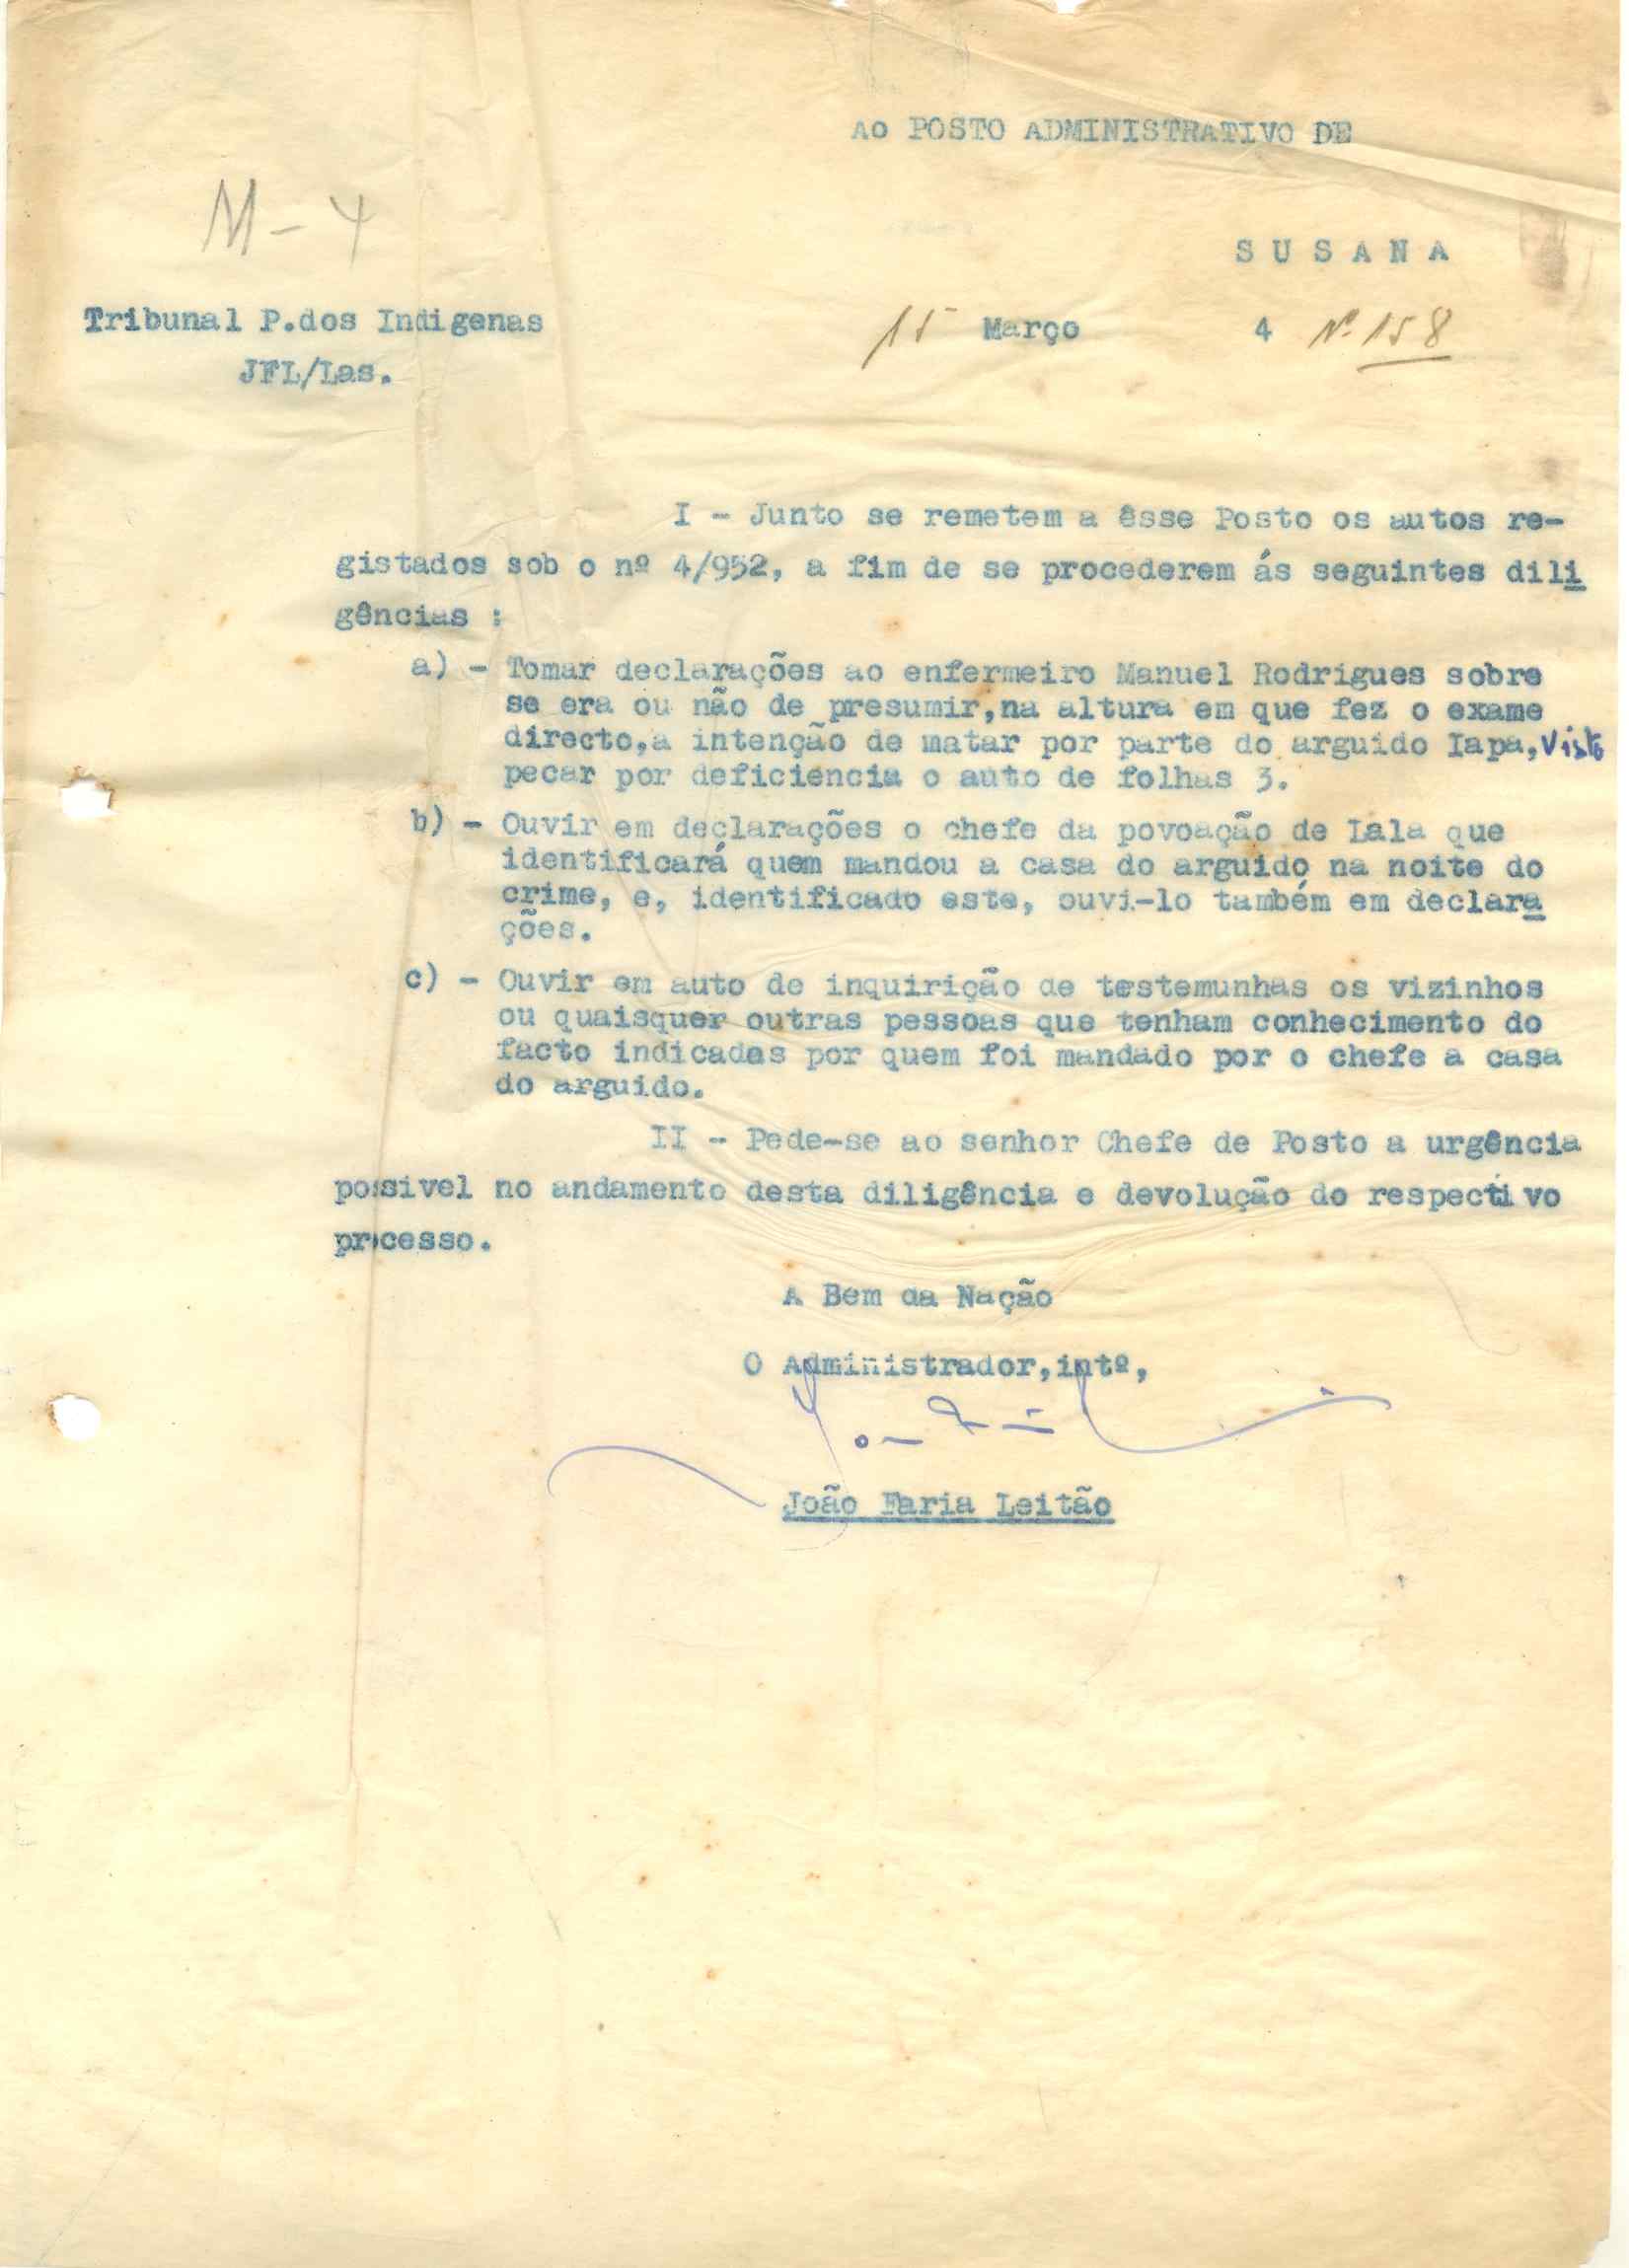 AO POSTO ADMINISTRATIVO DE
M-4
S U S A N A
Tribunal P.dos Indigenas
15 Março 4 Nº 158
JFL/Las.
I - Junto se remetem a êsse Posto os autos re-
gistados sob o nº 4/952, a fim de se procederem ás seguintes dili
gências :
a) - Tomar declarações ao enfermeiro Manuel Rodrigues sobre
se era ou não de presumir,na altura em que fez o exame
directo,a intenção de matar por parte do arguido Iapa,visto
pecar por deficiencia o auto de folhas 3.
b) - Ouvir em declarações o chefe da povoação de Lala que
identificará quem mandou a casa do arguido na noite do
crime, e, identificado este, ouvi-lo também em declara
ções.
c) - Ouvir em auto de inquirição de testemunhas os vizinhos
ou quaisquer outras pessoas que tenham conhecimento do
facto indicadas por quem foi mandado por o chefe a casa
do arguido.
II - Pede-se ao senhor Chefe de Posto a urgência
possivel no andamento desta diligência e devolução do respectivo
processo.
A Bem da Nação
O Administrador,intº,
João Faria Leitão